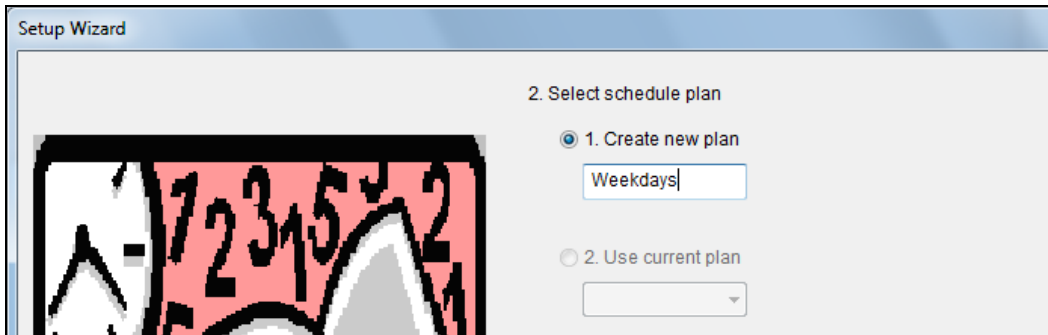 Setup Wizard
2. Select schedule plan
1. Create new plan
Weekdays
2. Use current plan